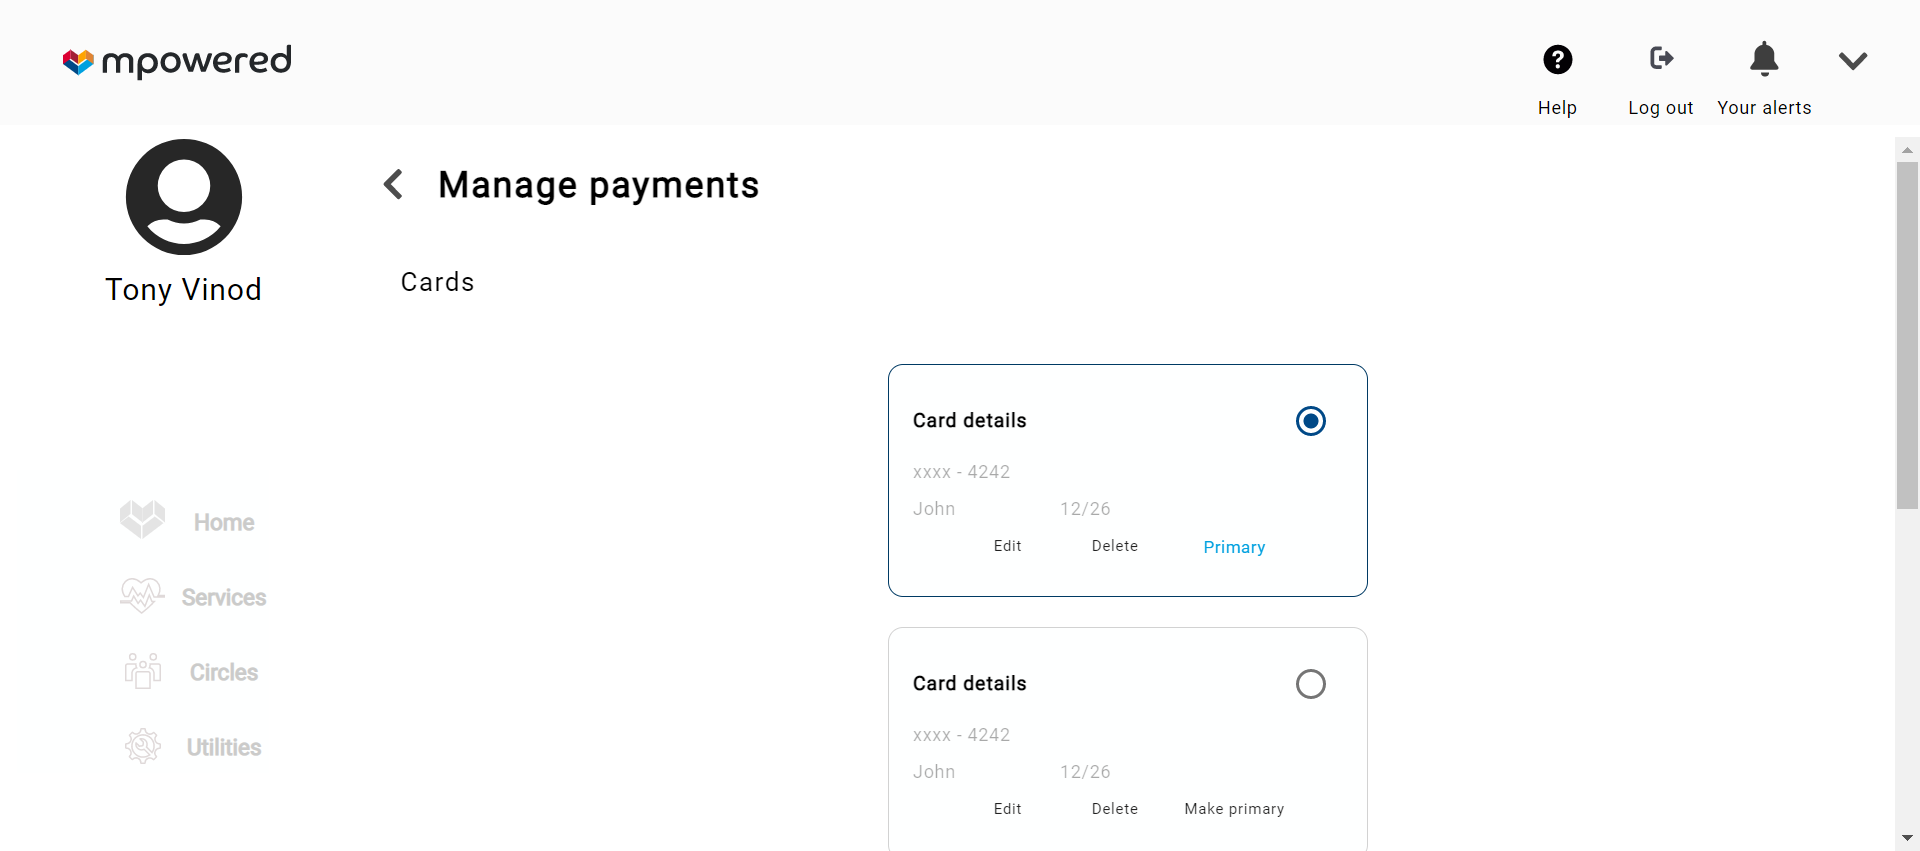 mpowered
Help
Log out
Your alerts
Tony Vinod
Manage payments
Cards
Card details
xxxx - 4242
John 12/26
Edit Delete Primary
Card details
xxxx - 4242
John 12/26
Edit Delete Make primary
Home
Services
Circles
Utilities